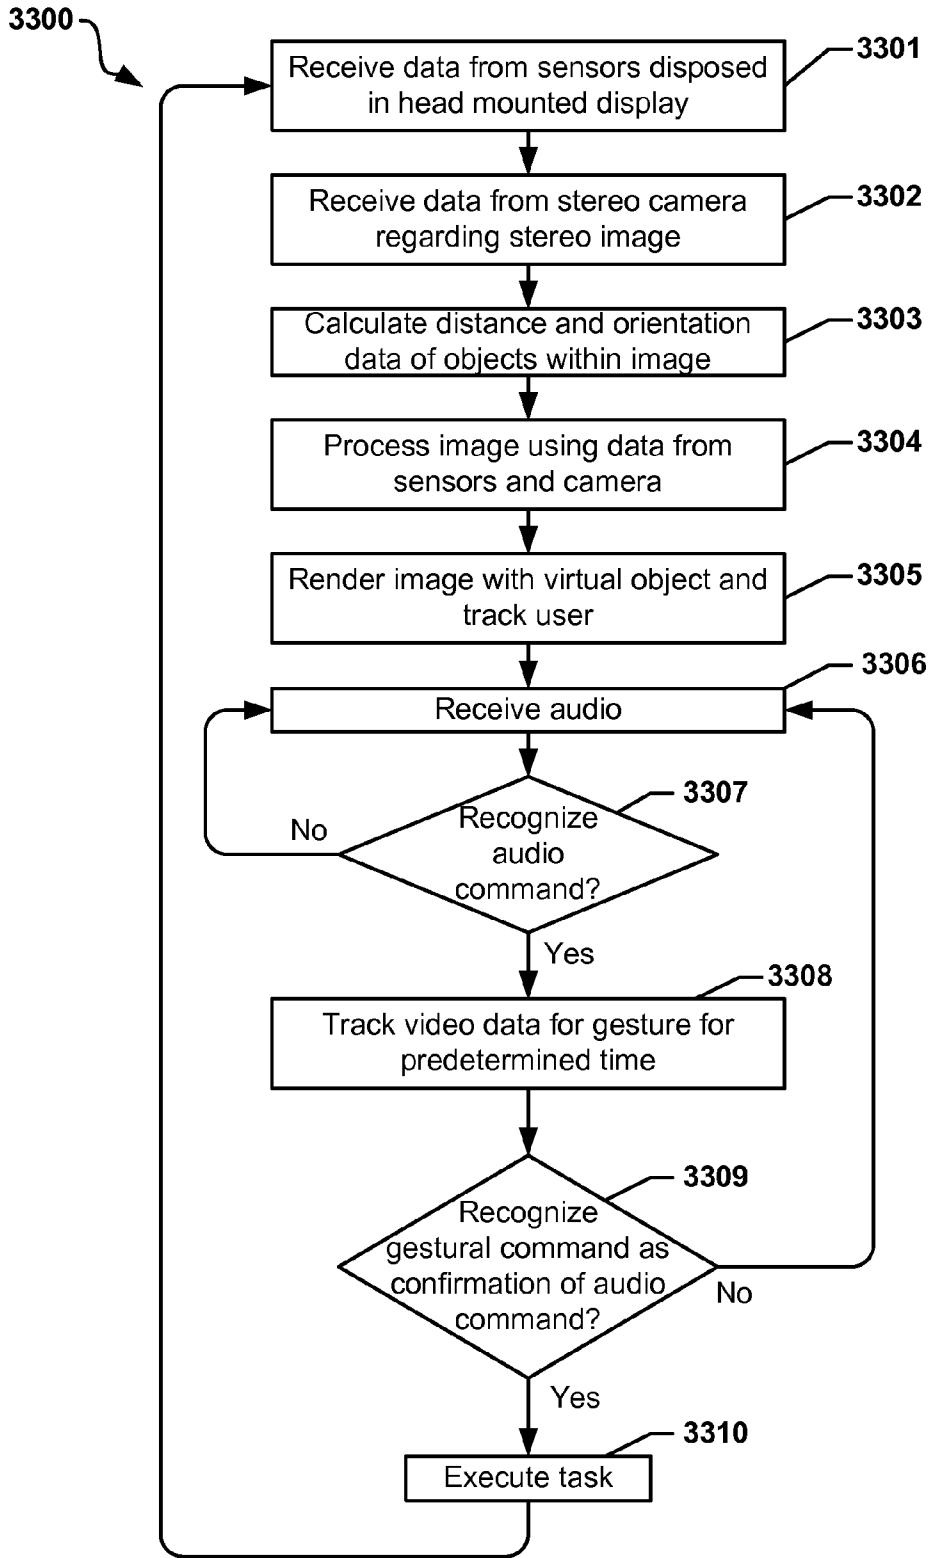 3300
3301
Receive data from sensors disposed
in head mounted display
3302
Receive data from stereo camera
regarding stereo image
3303
Calculate distance and orientation
data of objects within image
3304
Process image using data from
sensors and camera
3305
Render image with virtual object and
track user
3306
Receive audio
3307
Recognize
audio
command?
No
Yes
3308
Track video data for gesture for
predetermined time
3309
Recognize
gestural command as
confirmation of audio
command?
No
Yes
3310
Execute task